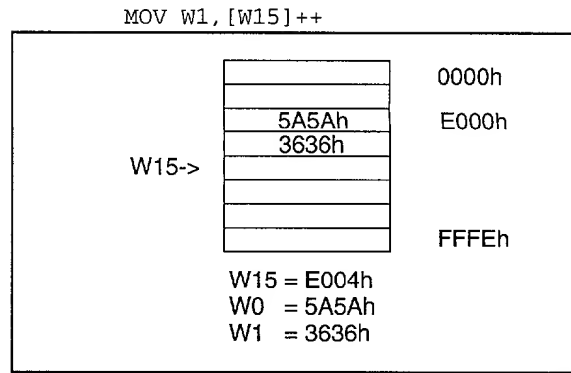 MOV W1,[W15]++
0000h
5A5Ah E000h
3636h
W15->
FFFEh
W15 = E004h
W0 = 5A5Ah
W1 = 3636h